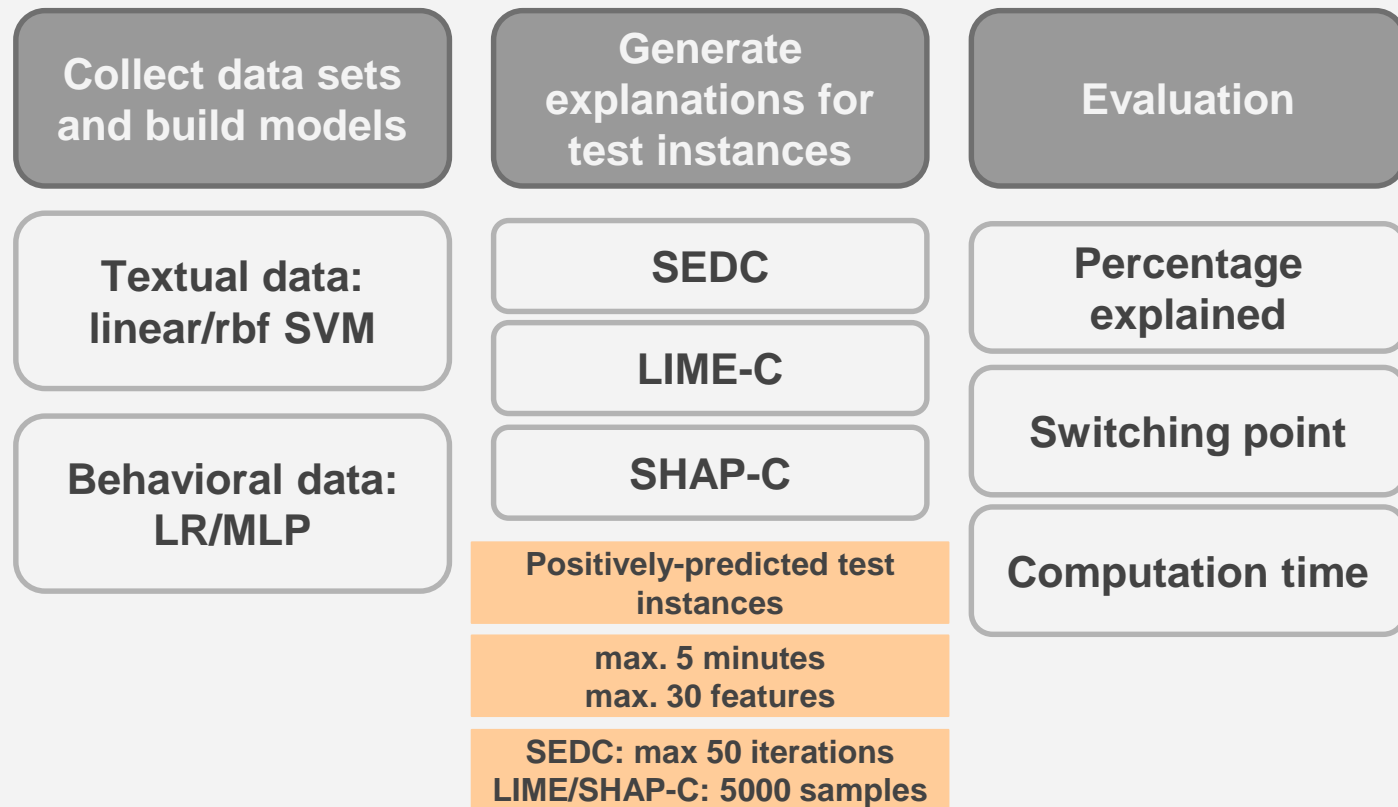 Collect data sets
and build models
Textual data:
linear/rbf SVM
Behavioral data:
LR/MLP
Generate
explanations for
test instances
SEDC
LIME-C
SHAP-C
Positively-predicted test
instances
max. 5 minutes
max. 30 features
SEDC: max 50 iterations
LIME/SHAP-C: 5000 samples
Evaluation
Percentage
explained
Switching point
Computation time